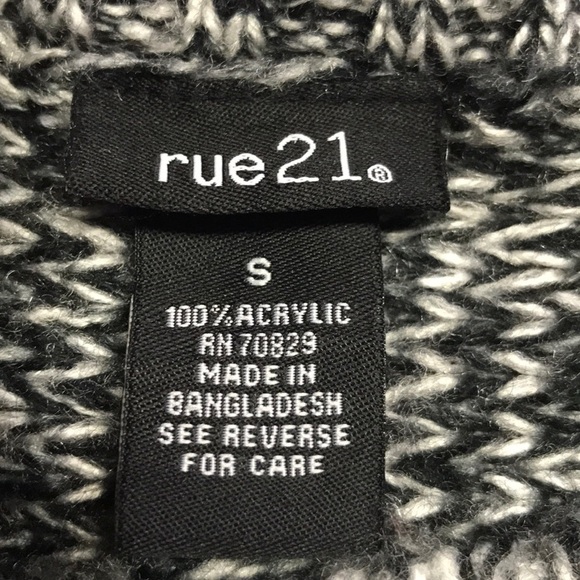 rue21®
S
100% ACRYLIC
RN 70829
MADE IN
BANGLADESH
SEE REVERSE
FOR CARE